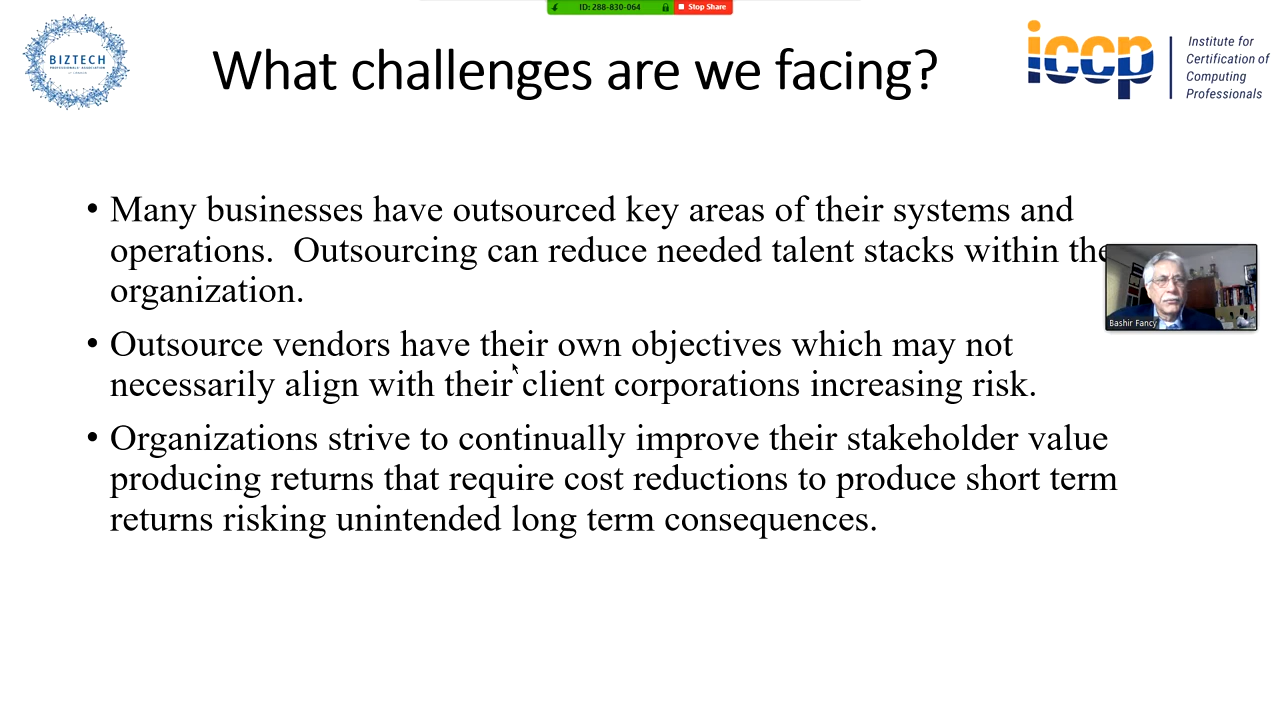 ID: 288-830-064
Stop Share
BIZTECH
What challenges are we facing?
iccp
Institute for
Certification of
Computing
Professionals
• Many businesses have outsourced key areas of their systems and
operations.  Outsourcing can reduce needed talent stacks within the
organization.
• Outsource vendors have their own objectives which may not
necessarily align with their client corporations increasing risk.
• Organizations strive to continually improve their stakeholder value
producing returns that require cost reductions to produce short term
returns risking unintended long term consequences.
Bashir Fancy